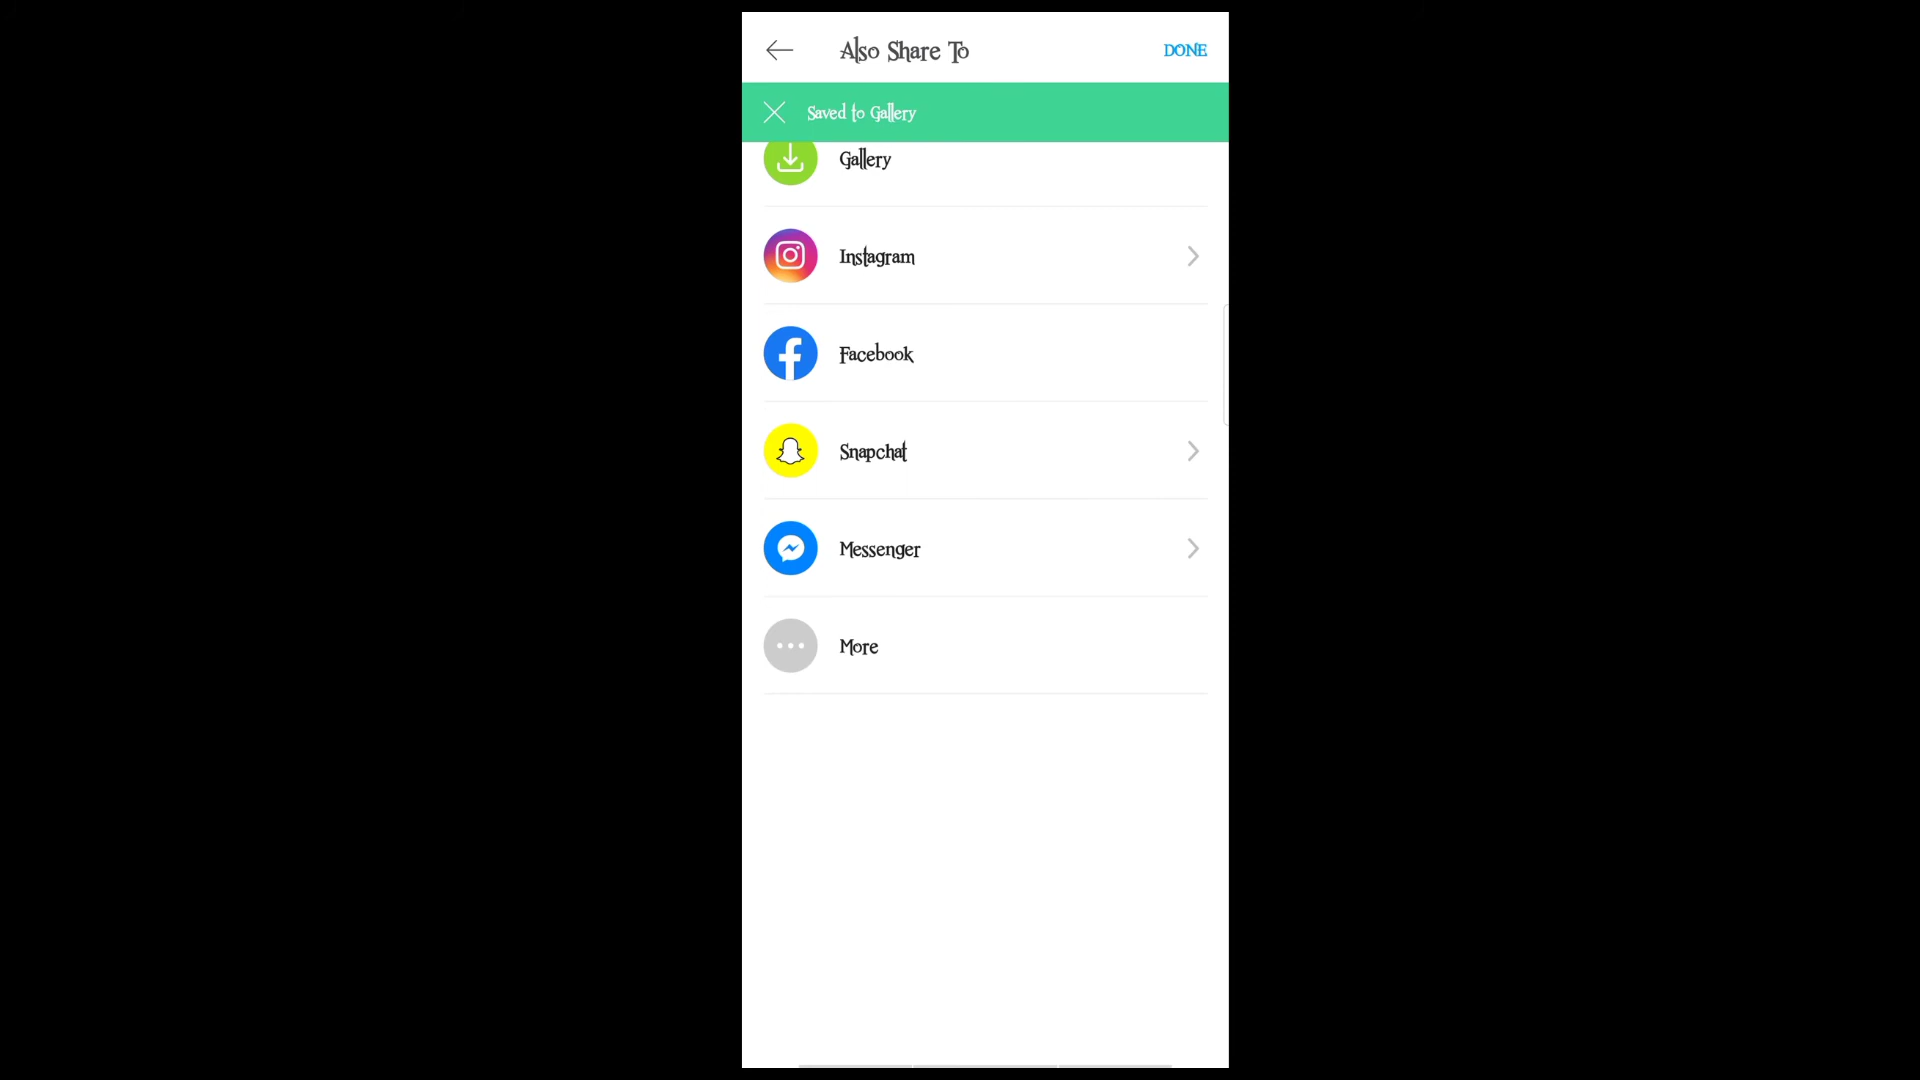 Also Share To
DONE
Saved to Gallery
Gallery
Instagram
Facebook
Snapchat
Messenger
More